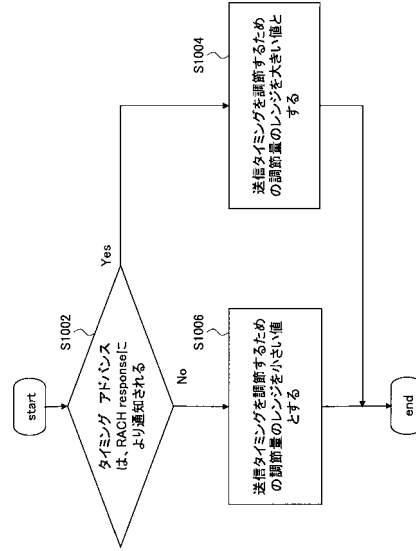 start
S1002
タイミング アドバンス
は、RACH responseに
より通知される
Yes
No
S1004
送信タイミングを調節するため
の調節量のレンジを大きい値と
する
S1006
送信タイミングを調節するため
の調節量のレンジを小さい値
とする
end